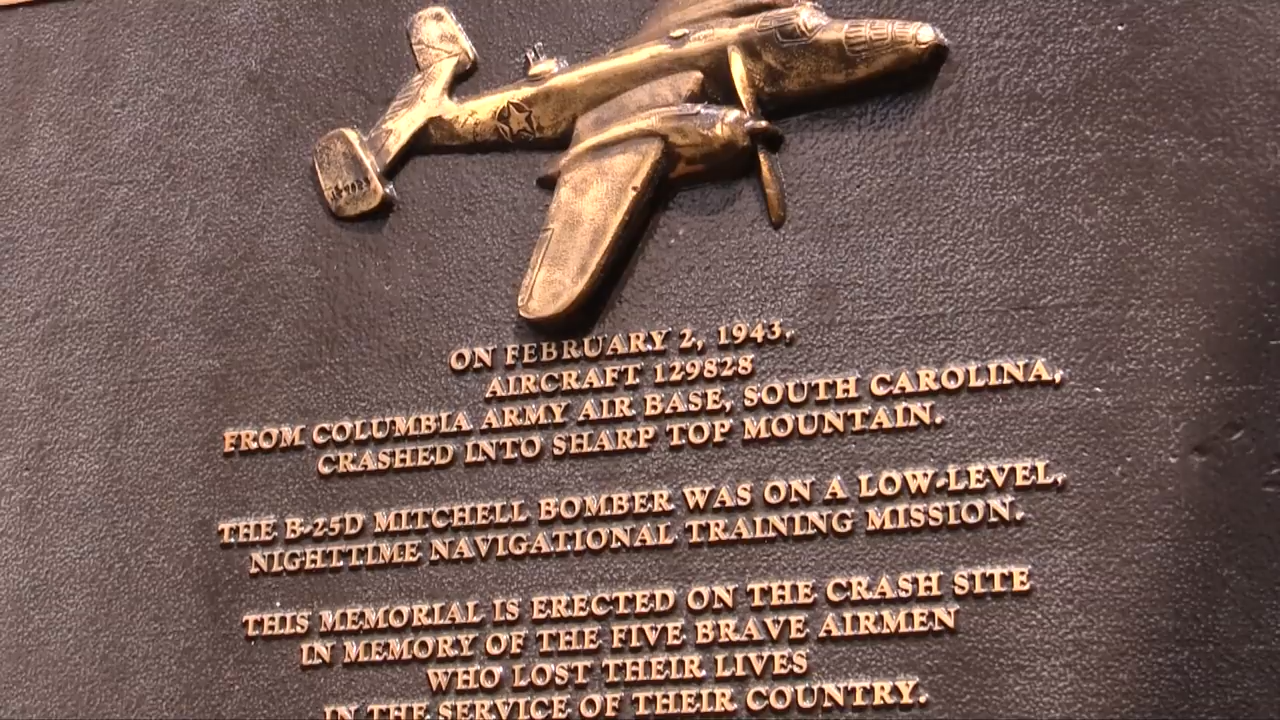 ON FEBRUARY 2, 1943,
AIRCRAFT 129828
FROM COLUMBIA ARMY AIR BASE, SOUTH CAROLINA,
CRASHED INTO SHARP TOP MOUNTAIN.
THE B-25D MITCHELL BOMBER WAS ON A LOW-LEVEL,
NIGHTTIME NAVIGATIONAL TRAINING MISSION.
THIS MEMORIAL IS ERECTED ON THE CRASH SITE
IN MEMORY OF THE FIVE BRAVE AIRMEN
WHO LOST THEIR LIVES
IN THE SERVICE OF THEIR COUNTRY.